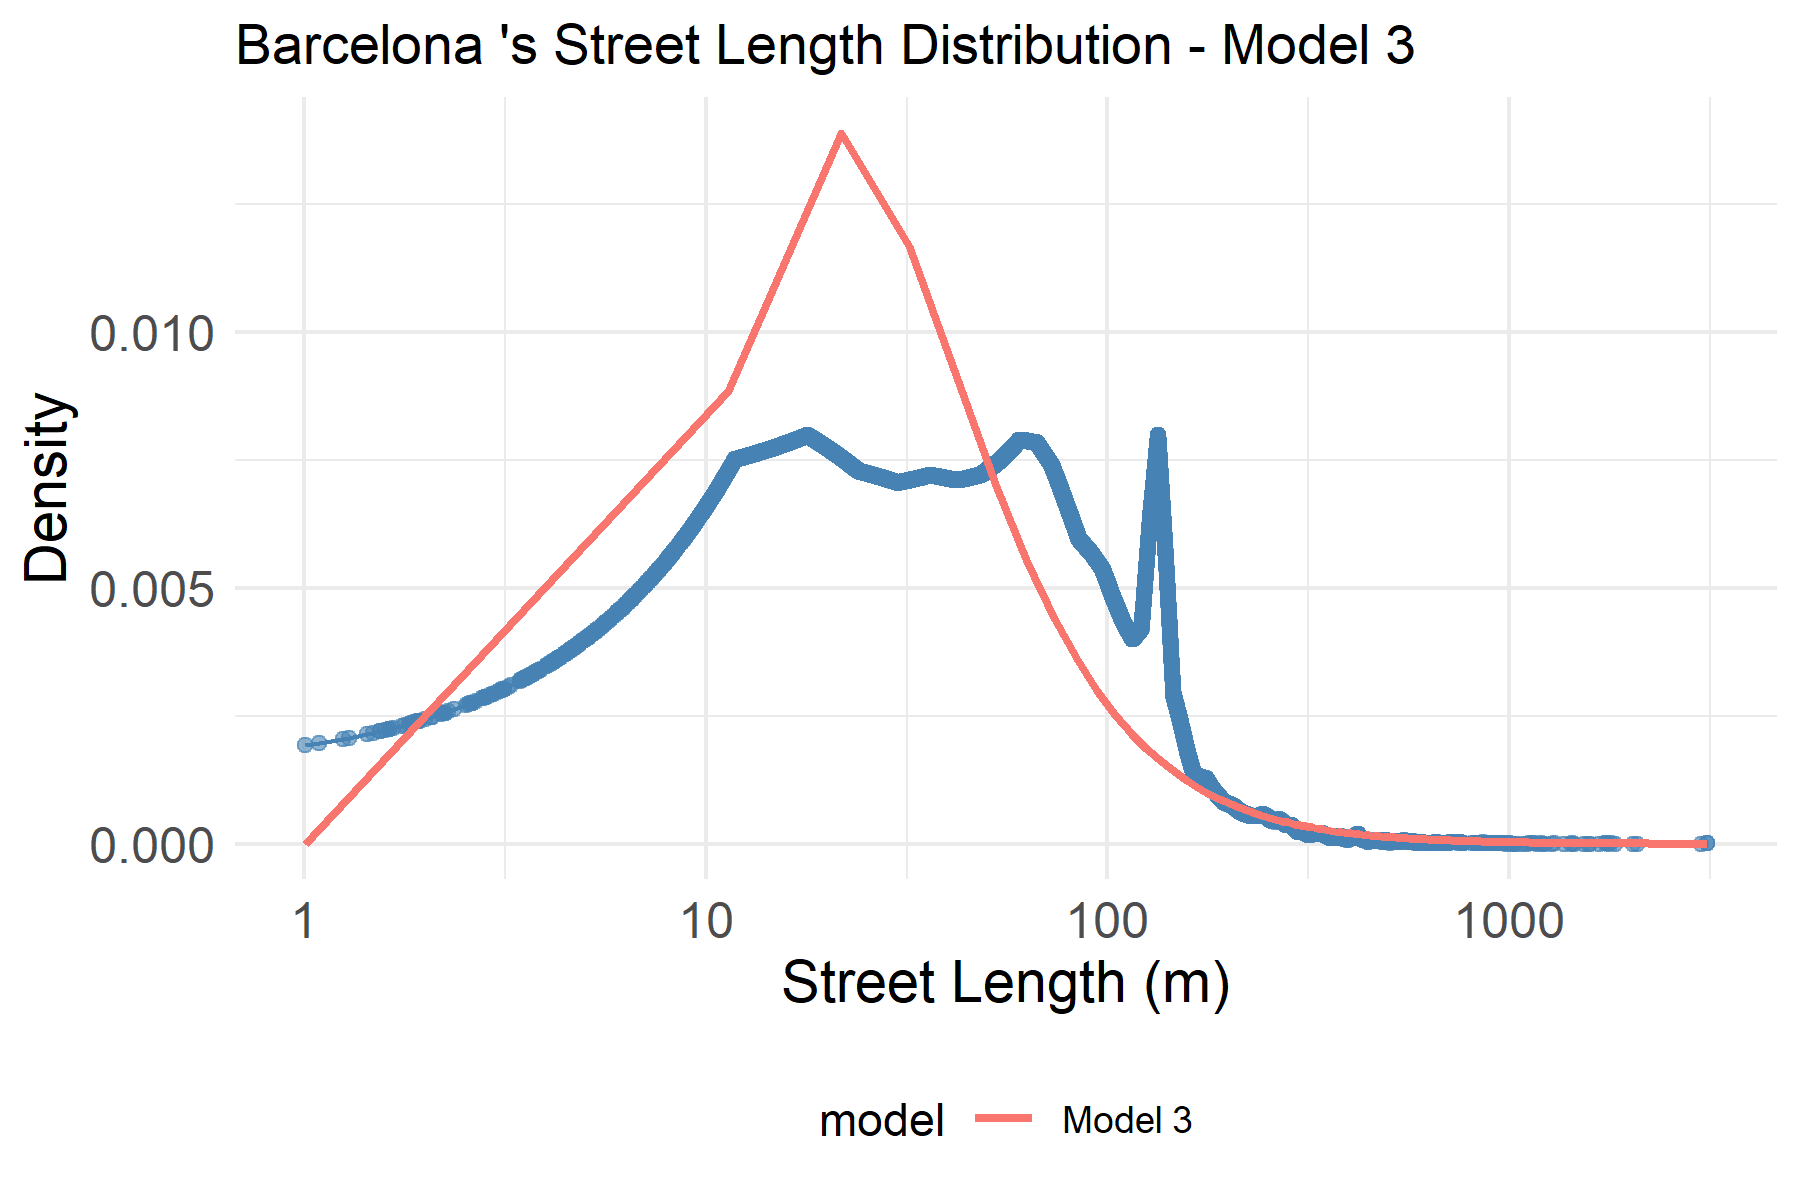 Barcelona 's Street Length Distribution - Model 3
Density
0.010
0.005
0.000
1 10 100 1000
Street Length (m)
model Model 3